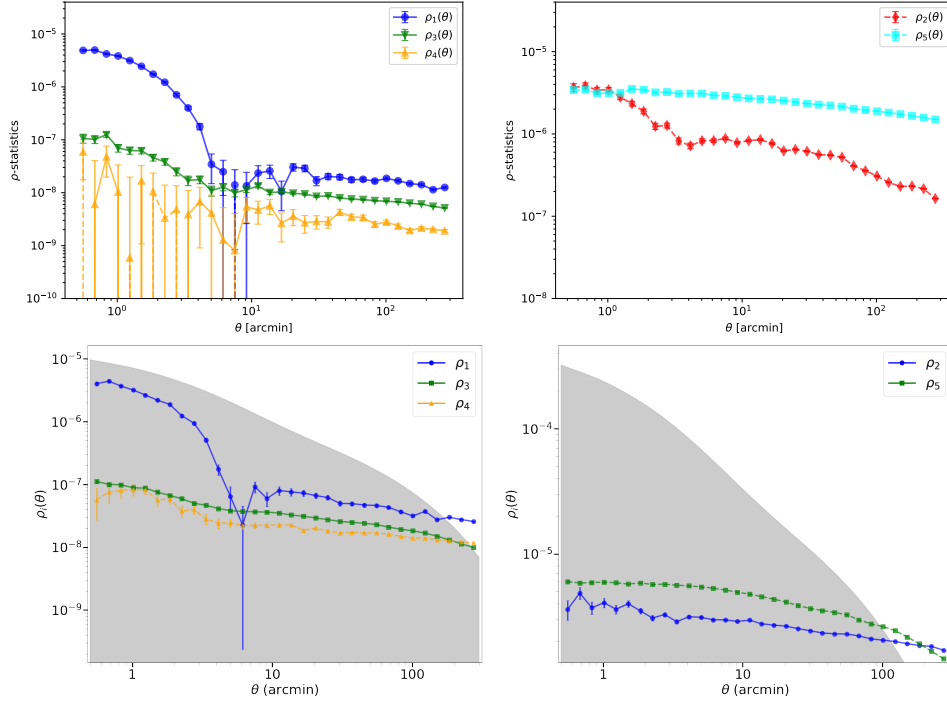 ρ₁(θ)
ρ₃(θ)
ρ₄(θ)
ρ-statistics
10⁻⁵
10⁻⁶
10⁻⁷
10⁻⁸
10⁻⁹
10⁻¹⁰
10⁰ 10¹ 10²
θ [arcmin]
ρ₂(θ)
ρ₅(θ)
ρ-statistics
10⁻⁵
10⁻⁶
10⁻⁷
10⁻⁸
10⁰ 10¹ 10²
θ [arcmin]
ρ₁
ρ₃
ρ₄
ρᵢ(θ)
10⁻⁵
10⁻⁶
10⁻⁷
10⁻⁸
10⁻⁹
1 10 100
θ (arcmin)
ρ₂
ρ₅
ρᵢ(θ)
10⁻⁴
10⁻⁵
1 10 100
θ (arcmin)